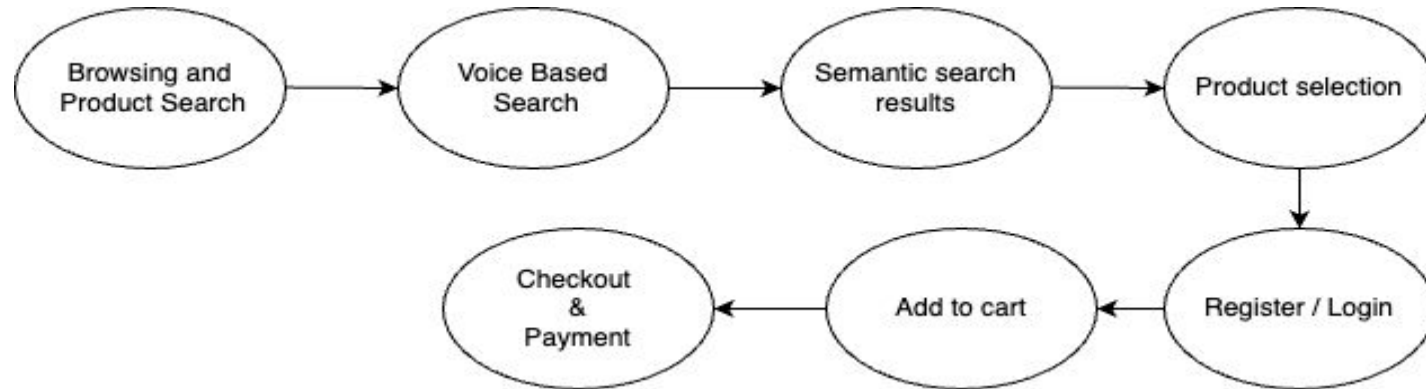 Browsing and
Product Search
Voice Based
Search
Semantic search
results
Product selection
Register / Login
Add to cart
Checkout
&
Payment